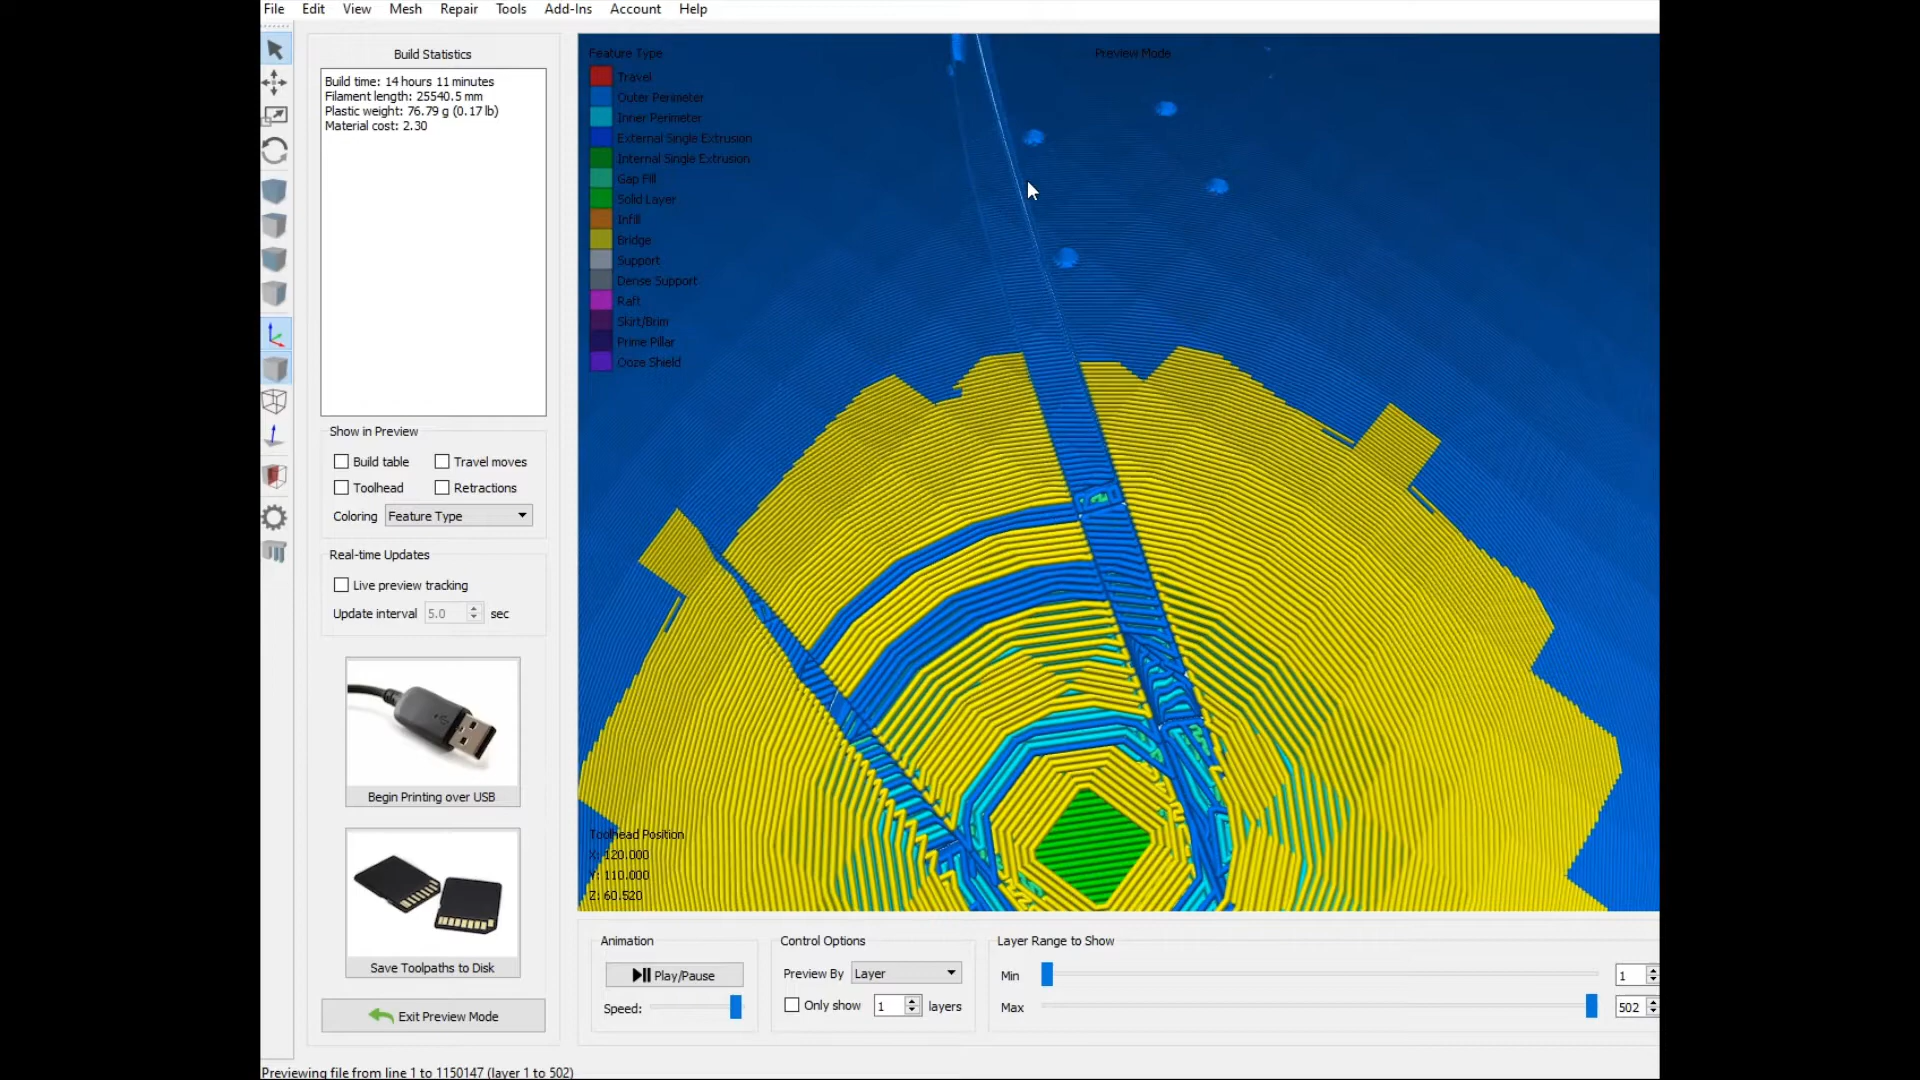 File Edit View Mesh Repair Tools Add-Ins Account Help
Build Statistics
Build time: 14 hours 11 minutes
Filament length: 25540.5 mm
Plastic weight: 76.79 g (0.17 lb)
Material cost: 2.30
Show in Preview
Build table Travel moves
Toolhead Retractions
Coloring Feature Type
Real-time Updates
Live preview tracking
Update interval 5.0 sec
Begin Printing over USB
Save Toolpaths to Disk
Exit Preview Mode
Feature Type
Travel
Outer Perimeter
Inner Perimeter
External Single Extrusion
Internal Single Extrusion
Gap Fill
Solid Layer
Infill
Bridge
Support
Dense Support
Raft
Skirt/Brim
Prime Pillar
Ooze Shield
Preview Mode
Toolhead Position
X: 120.000
Y: 110.000
Z: 60.520
Animation
Play/Pause
Speed:
Control Options
Preview By Layer
Only show 1 layers
Layer Range to Show
Min 1
Max 502
Previewing file from line 1 to 1150147 (layer 1 to 502)